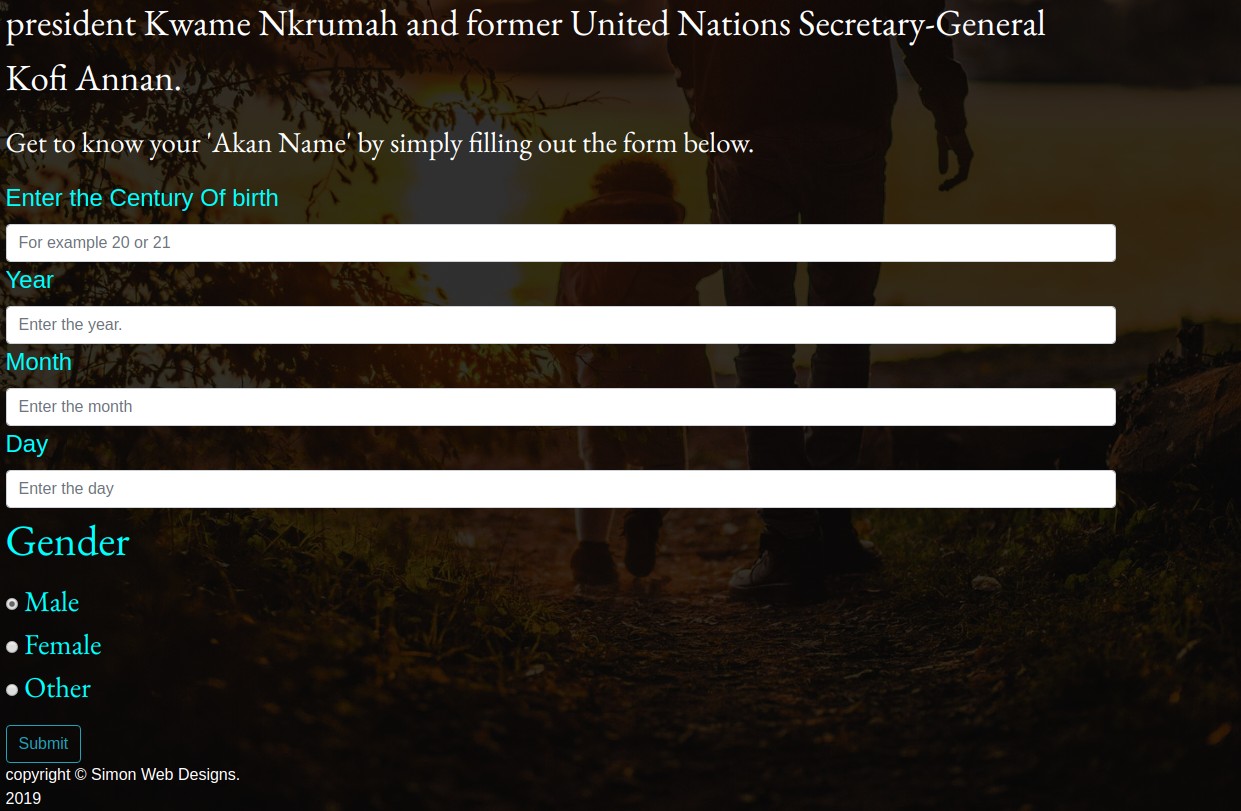 president Kwame Nkrumah and former United Nations Secretary-General
Kofi Annan.
Get to know your 'Akan Name' by simply filling out the form below.
Enter the Century Of birth
For example 20 or 21
Year
Enter the year.
Month
Enter the month
Day
Enter the day
Gender
Male
Female
Other
Submit
copyright © Simon Web Designs.
2019